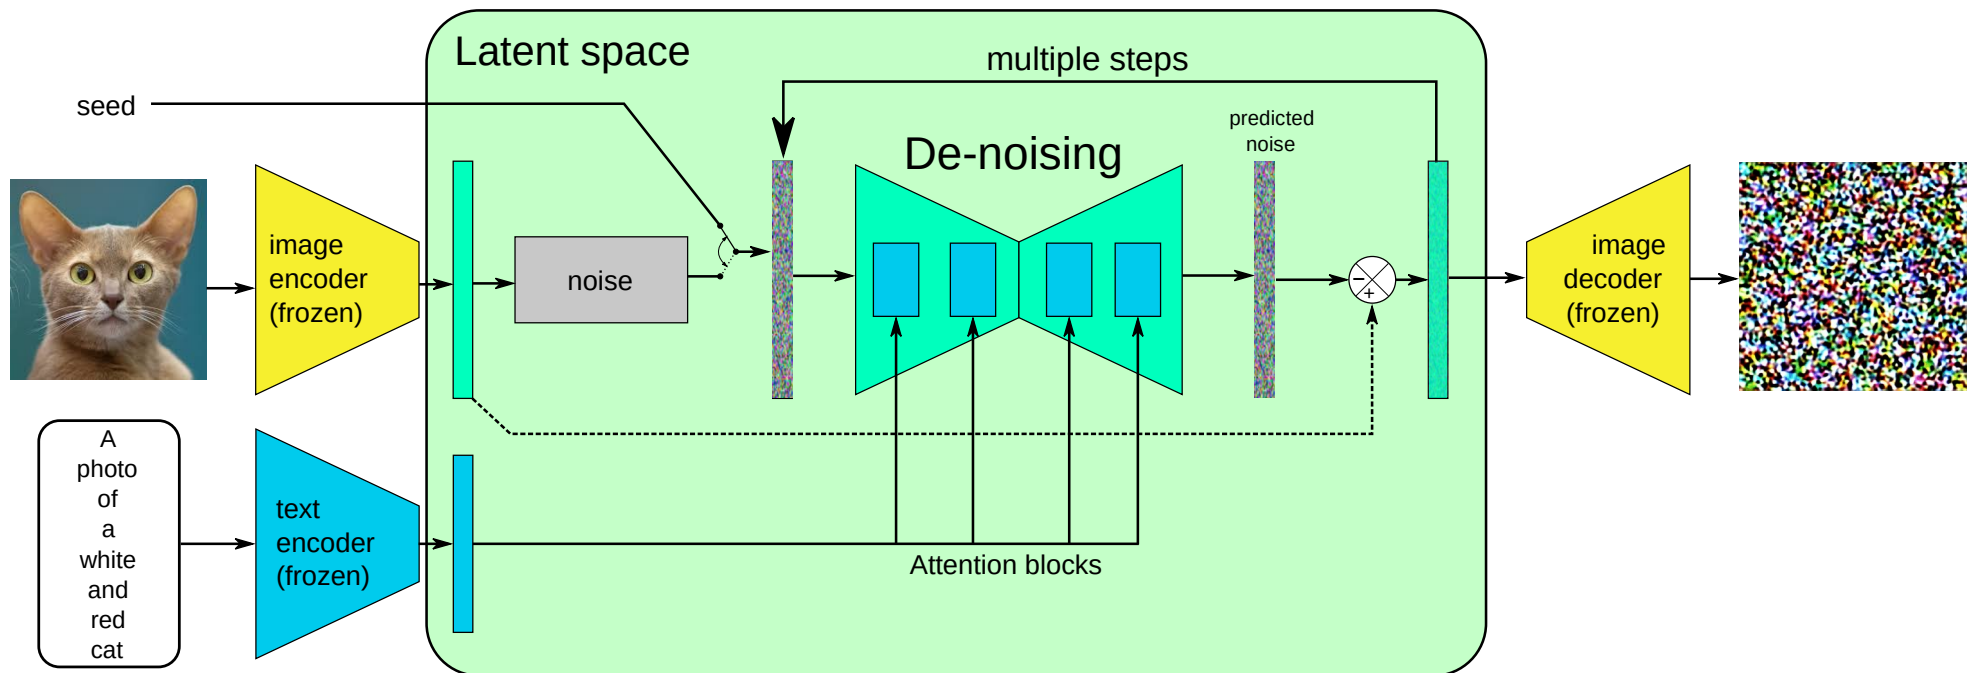 Latent space
multiple steps
seed
predicted
noise
De-noising
image
encoder
(frozen)
noise
−
+
image
decoder
(frozen)
A
photo
of
a
white
and
red
cat
text
encoder
(frozen)
Attention blocks